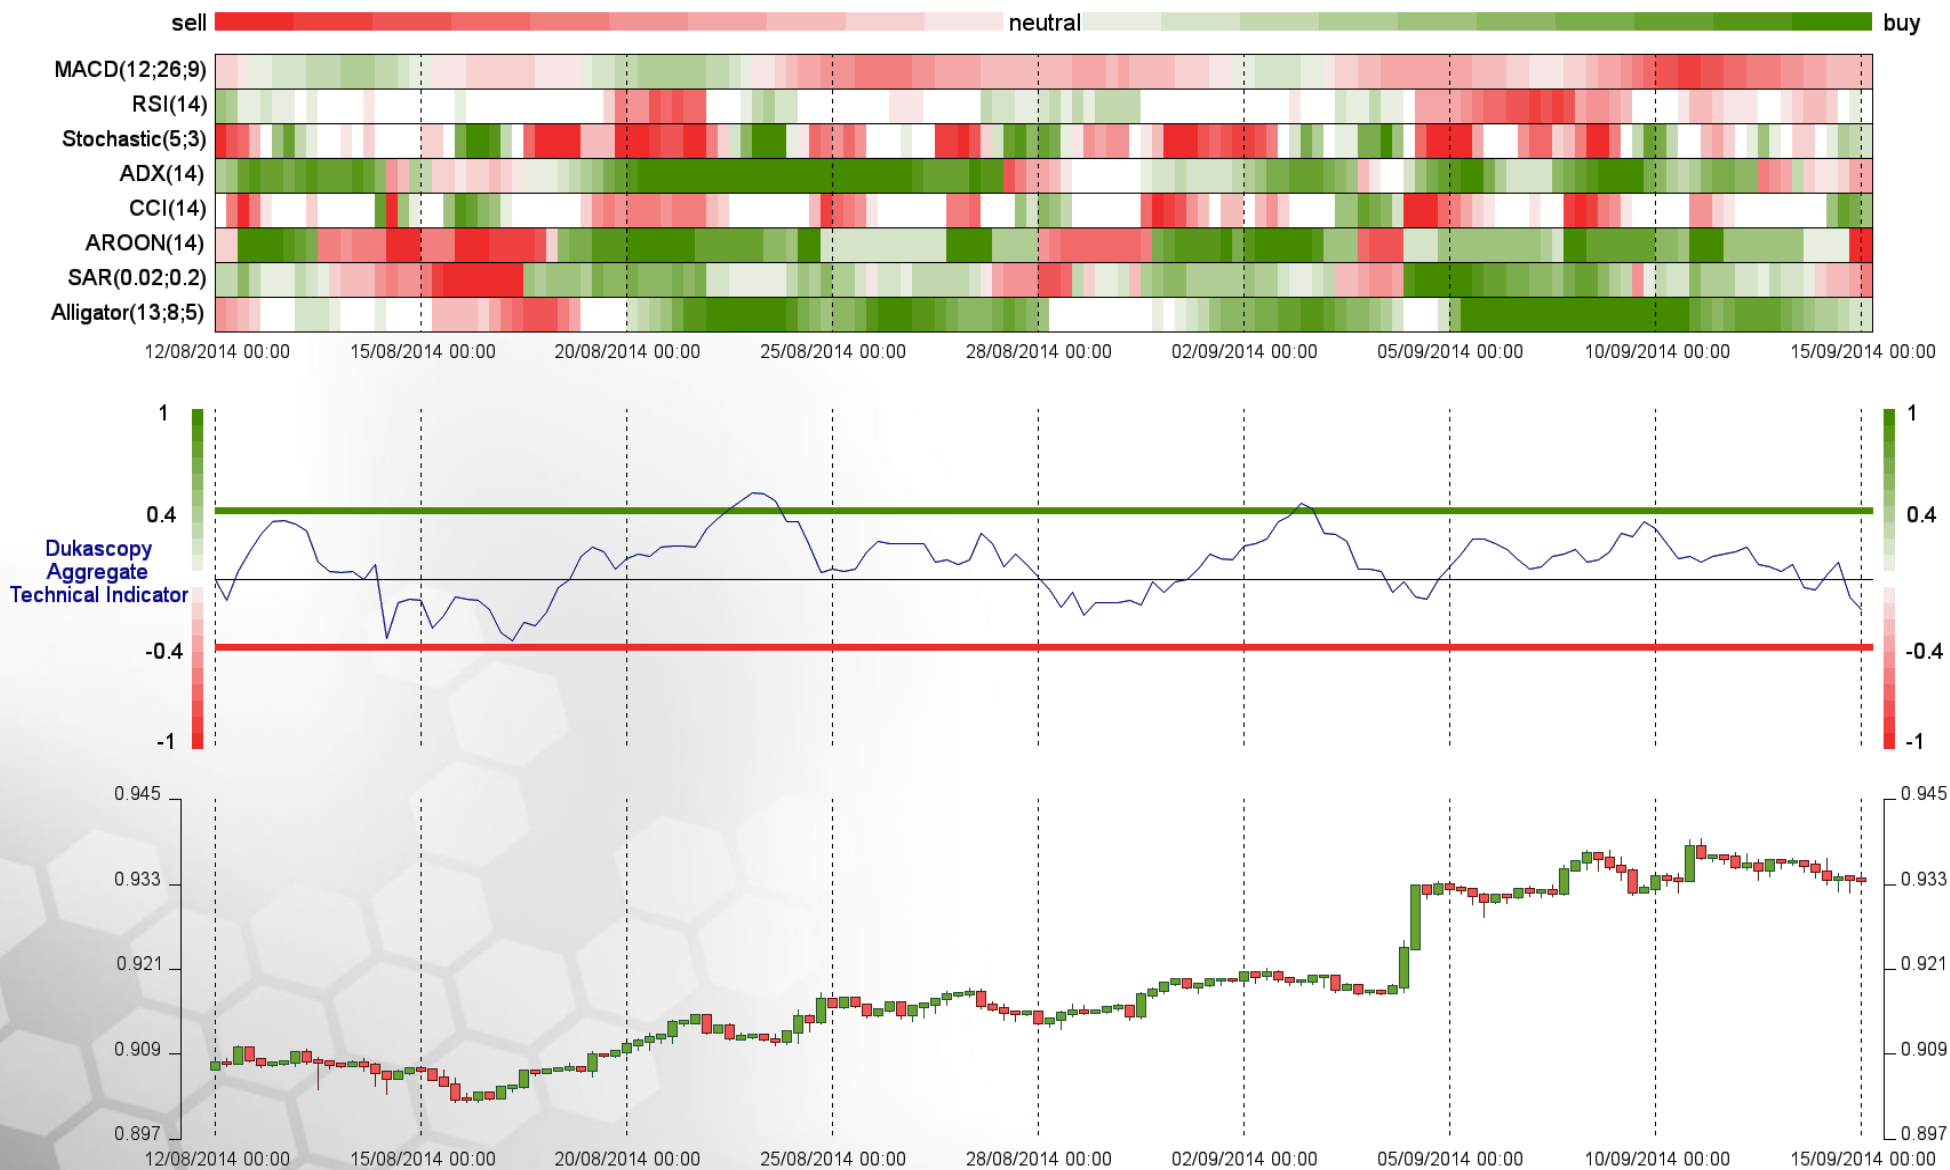 sell neutral buy
MACD(12;26;9)
RSI(14)
Stochastic(5;3)
ADX(14)
CCI(14)
AROON(14)
SAR(0.02;0.2)
Alligator(13;8;5)
12/08/2014 00:00 15/08/2014 00:00 20/08/2014 00:00 25/08/2014 00:00 28/08/2014 00:00 02/09/2014 00:00 05/09/2014 00:00 10/09/2014 00:00 15/09/2014 00:00
1 1
0.4 0.4
Dukascopy
Aggregate
Technical Indicator
-0.4 -0.4
-1 -1
0.945 0.945
0.933 0.933
0.921 0.921
0.909 0.909
0.897 0.897
12/08/2014 00:00 15/08/2014 00:00 20/08/2014 00:00 25/08/2014 00:00 28/08/2014 00:00 02/09/2014 00:00 05/09/2014 00:00 10/09/2014 00:00 15/09/2014 00:00